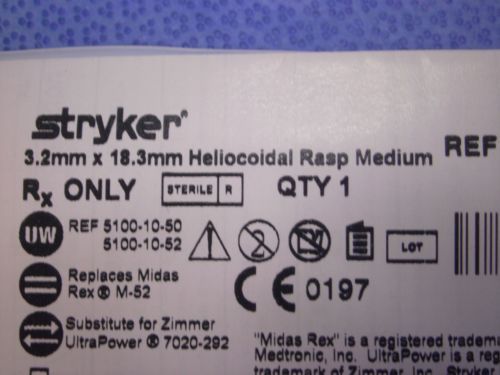 stryker®
3.2mm x 18.3mm Heliocoidal Rasp Medium REF
Rx ONLY STERILE R QTY 1
UW REF 5100-10-50
5100-10-52
2 LOT
Replaces Midas
Rex ® M-52
CE 0197
Substitute for Zimmer
UltraPower ® 7020-292
"Midas Rex" is a registered tradema
Medtronic, Inc. UltraPower is a reg
trademark of Zimmer, Inc. Stryk